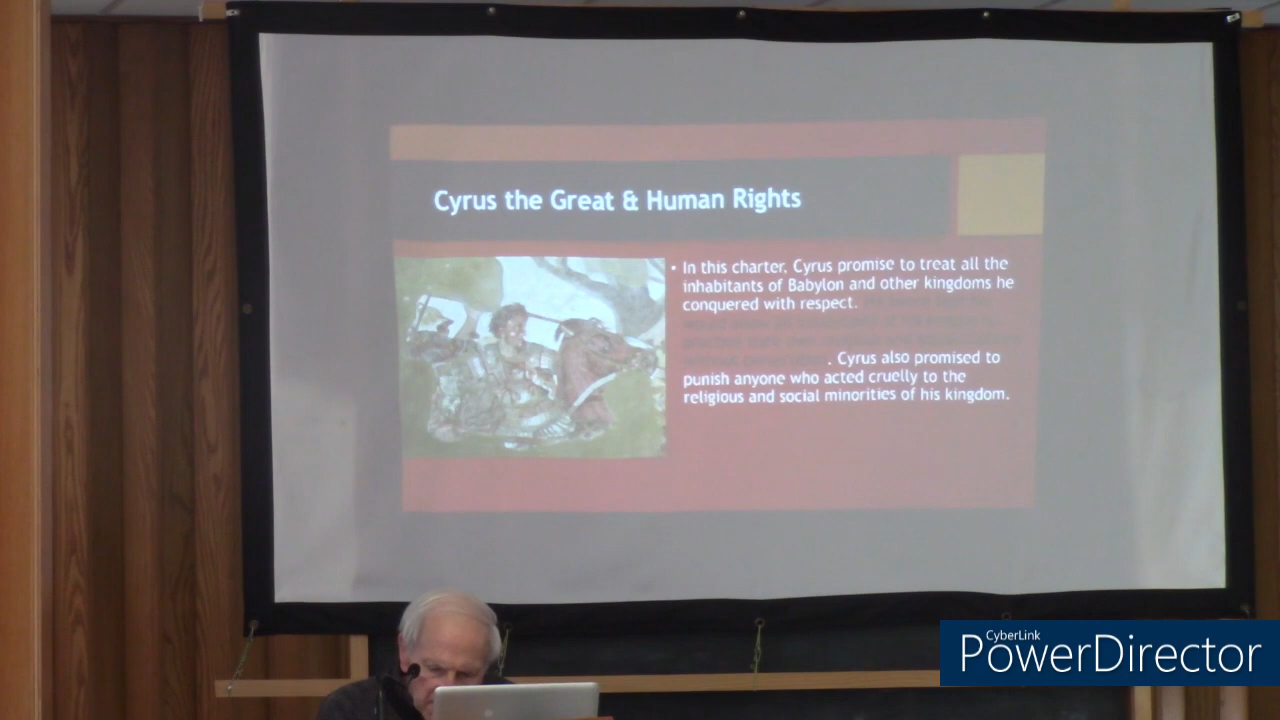 Cyrus the Great & Human Rights
• In this charter, Cyrus promise to treat all the
inhabitants of Babylon and other kingdoms he
conquered with respect.
. Cyrus also promised to
punish anyone who acted cruelly to the
religious and social minorities of his kingdom.
CyberLink
PowerDirector